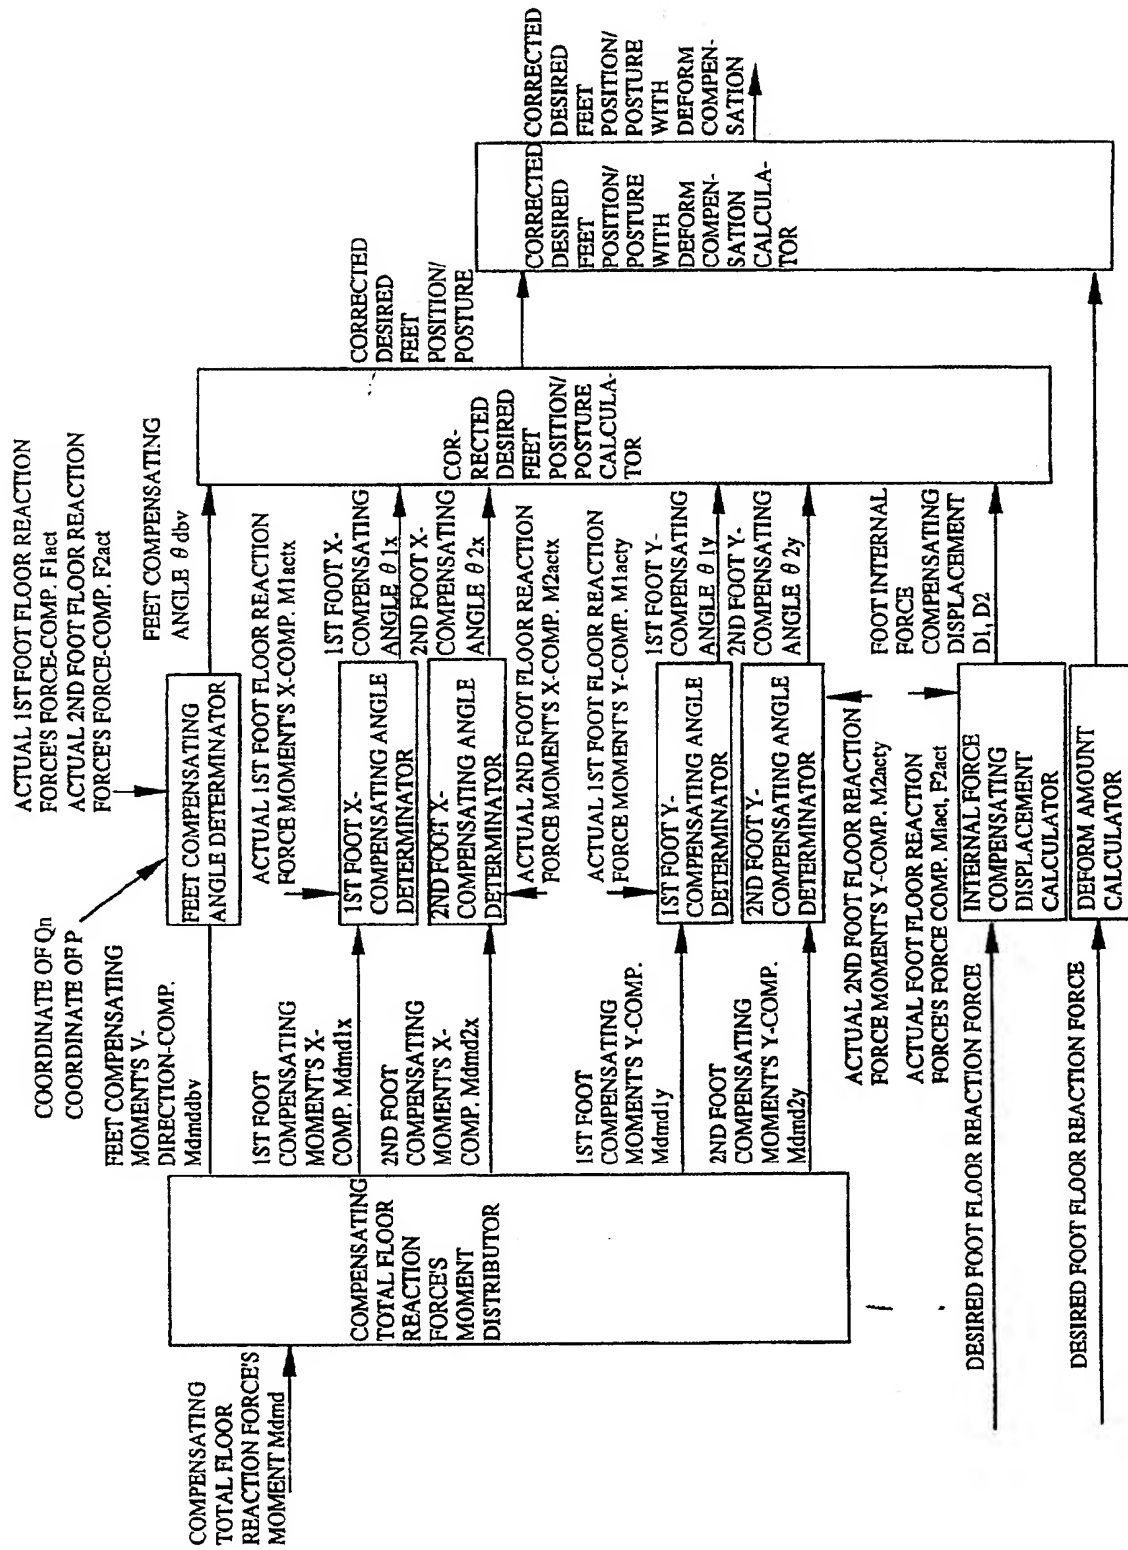 COMPENSATING
TOTAL FLOOR
REACTION FORCE'S
MOMENT Mdmd
COMPENSATING
TOTAL FLOOR
REACTION
FORCE'S
MOMENT
DISTRIBUTOR
COORDINATE OF Qn
COORDINATE OF P
FEET COMPENSATING
MOMENT'S V-
DIRECTION-COMP.
Mdmddbv
1ST FOOT
COMPENSATING
MOMENT'S X-
COMP. Mdmd1x
2ND FOOT
COMPENSATING
MOMENT'S X-
COMP. Mdmd2x
1ST FOOT
COMPENSATING
MOMENT'S Y-COMP.
Mdmd1y
2ND FOOT
COMPENSATING
MOMENT'S Y-COMP.
Mdmd2y
DESIRED FOOT FLOOR REACTION FORCE
DESIRED FOOT FLOOR REACTION FORCE
ACTUAL 1ST FOOT FLOOR REACTION
FORCE'S FORCE-COMP. F1act
ACTUAL 2ND FOOT FLOOR REACTION
FORCE'S FORCE-COMP. F2act
FEET COMPENSATING
ANGLE DETERMINATOR
ACTUAL 1ST FOOT FLOOR REACTION
FORCE MOMENT'S X-COMP. M1actx
1ST FOOT X-
COMPENSATING ANGLE
DETERMINATOR
2ND FOOT X-
COMPENSATING ANGLE
DETERMINATOR
ACTUAL 2ND FOOT FLOOR REACTION
FORCE MOMENT'S X-COMP. M2actx
ACTUAL 1ST FOOT FLOOR REACTION
FORCE MOMENT'S Y-COMP. M1acty
1ST FOOT Y-
COMPENSATING ANGLE
DETERMINATOR
2ND FOOT Y-
COMPENSATING ANGLE
DETERMINATOR
ACTUAL 2ND FOOT FLOOR REACTION
FORCE MOMENT'S Y-COMP. M2acty
ACTUAL FOOT FLOOR REACTION
FORCE'S FORCE COMP. M1act, F2act
INTERNAL FORCE
COMPENSATING
DISPLACEMENT
CALCULATOR
DEFORM AMOUNT
CALCULATOR
FEET COMPENSATING
ANGLE θ dbv
1ST FOOT X-
COMPENSATING
ANGLE θ 1x
2ND FOOT X-
COMPENSATING
ANGLE θ 2x
1ST FOOT Y-
COMPENSATING
ANGLE θ 1y
2ND FOOT Y-
COMPENSATING
ANGLE θ 2y
FOOT INTERNAL
FORCE
COMPENSATING
DISPLACEMENT
D1, D2
COR-
RECTED
DESIRED
FEET
POSITION/
POSTURE
CALCULA-
TOR
CORRECTED
DESIRED
FEET
POSITION/
POSTURE
CORRECTED
DESIRED
FEET
POSITION/
POSTURE
WITH
DEFORM
COMPEN-
SATION
CALCULA-
TOR
CORRECTED
DESIRED
FEET
POSITION/
POSTURE
WITH
DEFORM
COMPEN-
SATION